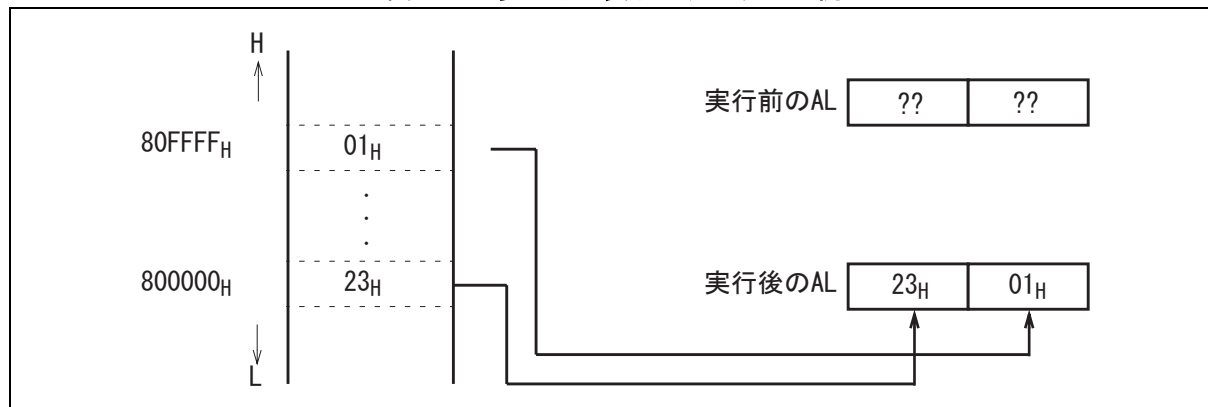 H
実行前のAL ?? ??
80FFFFH 01H
.
.
.
800000H 23H
実行後のAL 23H 01H
L